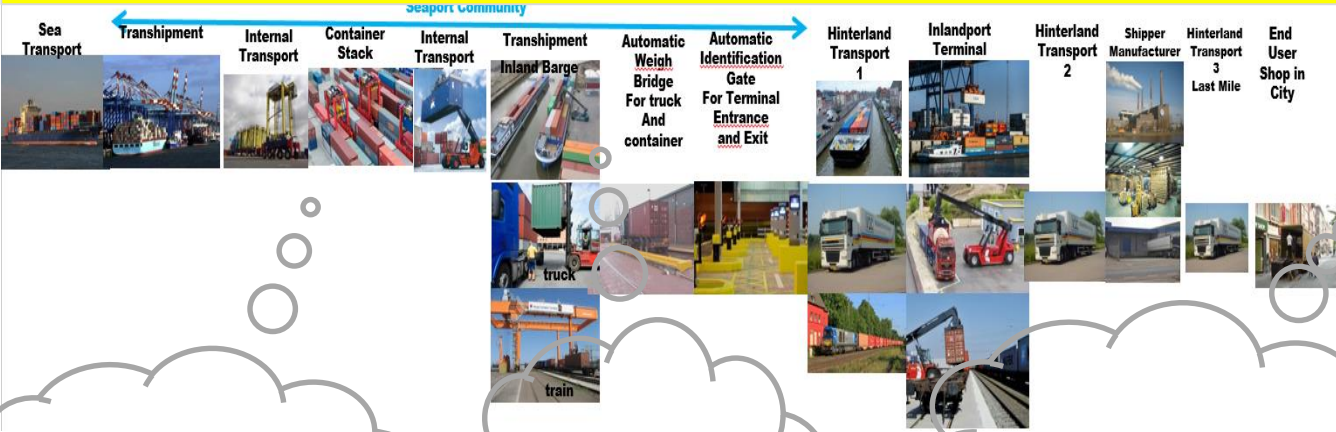 Seaport Community
Sea
Transport
Transhipment
Internal
Transport
Container
Stack
Internal
Transport
Transhipment
Inland Barge
truck
train
Automatic
Weigh
Bridge
For truck
And
container
Automatic
Identification
Gate
For Terminal
Entrance
and Exit
Hinterland
Transport
1
Inlandport
Terminal
Hinterland
Transport
2
Shipper
Manufacturer
Hinterland
Transport
3
Last Mile
End
User
Shop in
City